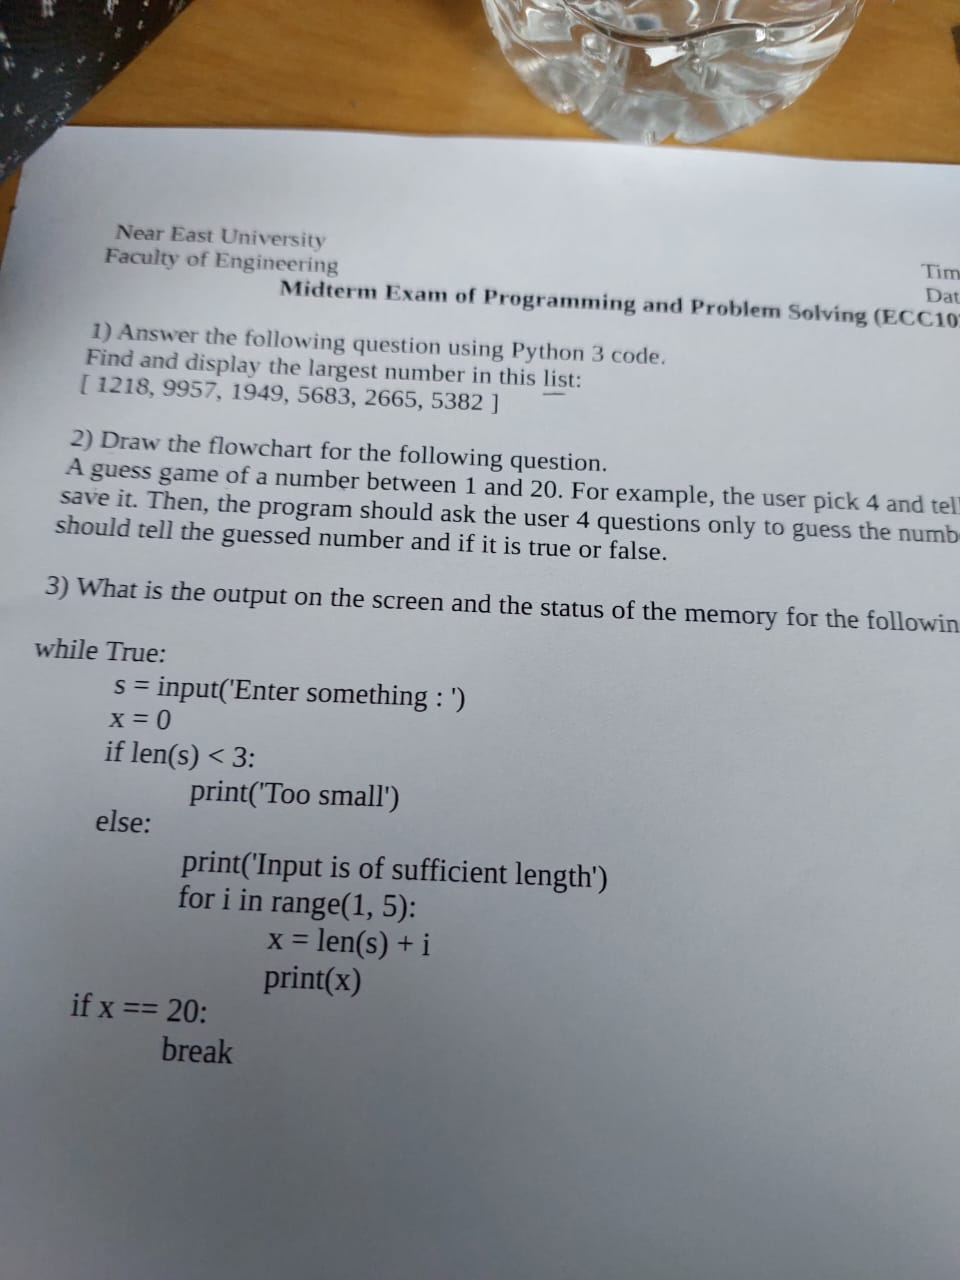 Near East University
Faculty of Engineering
Tim
Dat
Midterm Exam of Programming and Problem Solving (ECC10
1) Answer the following question using Python 3 code.
Find and display the largest number in this list:
[ 1218, 9957, 1949, 5683, 2665, 5382 ]
2) Draw the flowchart for the following question.
A guess game of a number between 1 and 20. For example, the user pick 4 and tell
save it. Then, the program should ask the user 4 questions only to guess the numb
should tell the guessed number and if it is true or false.
3) What is the output on the screen and the status of the memory for the followin
while True:
s = input('Enter something : ')
x = 0
if len(s) < 3:
print('Too small')
else:
print('Input is of sufficient length')
for i in range(1, 5):
x = len(s) + i
print(x)
if x == 20:
break